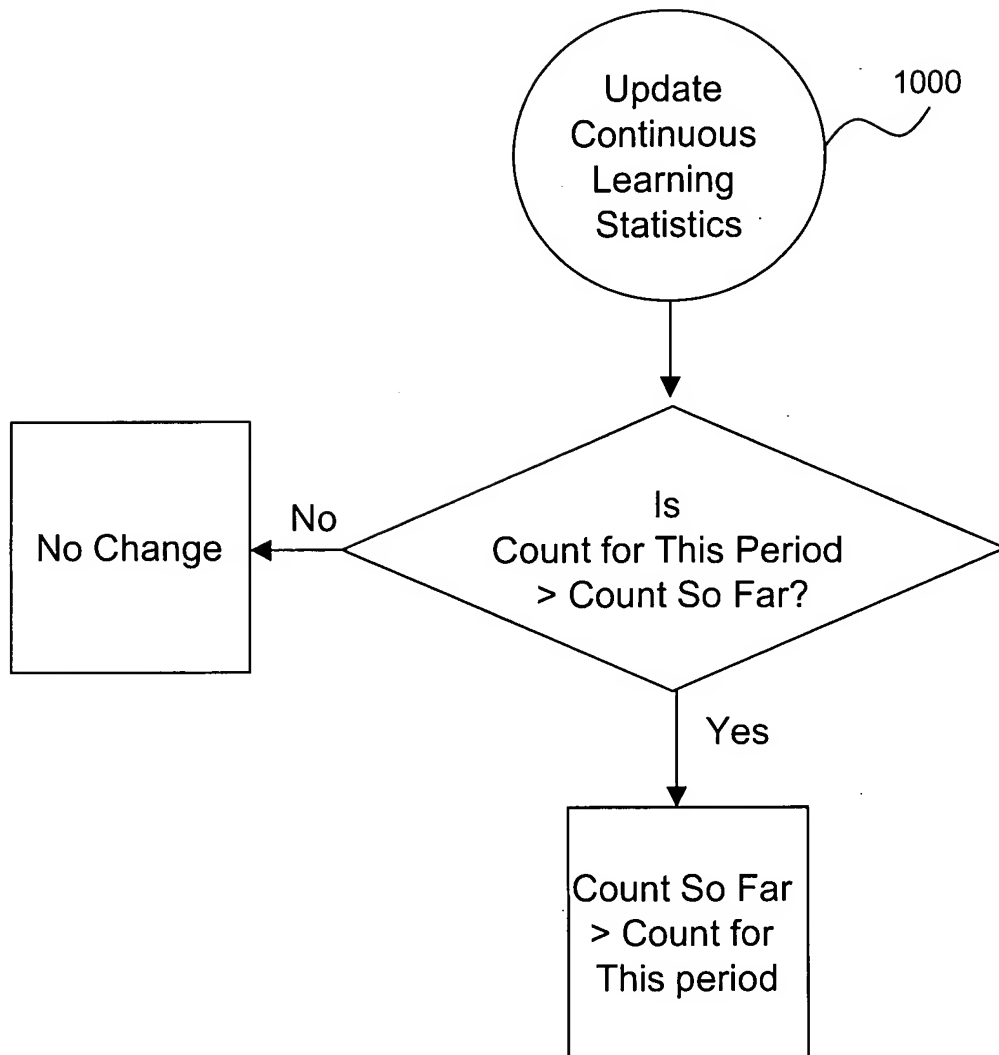 Update
Continuous
Learning
Statistics
1000
Is
Count for This Period
> Count So Far?
No
No Change
Yes
Count So Far
> Count for
This period